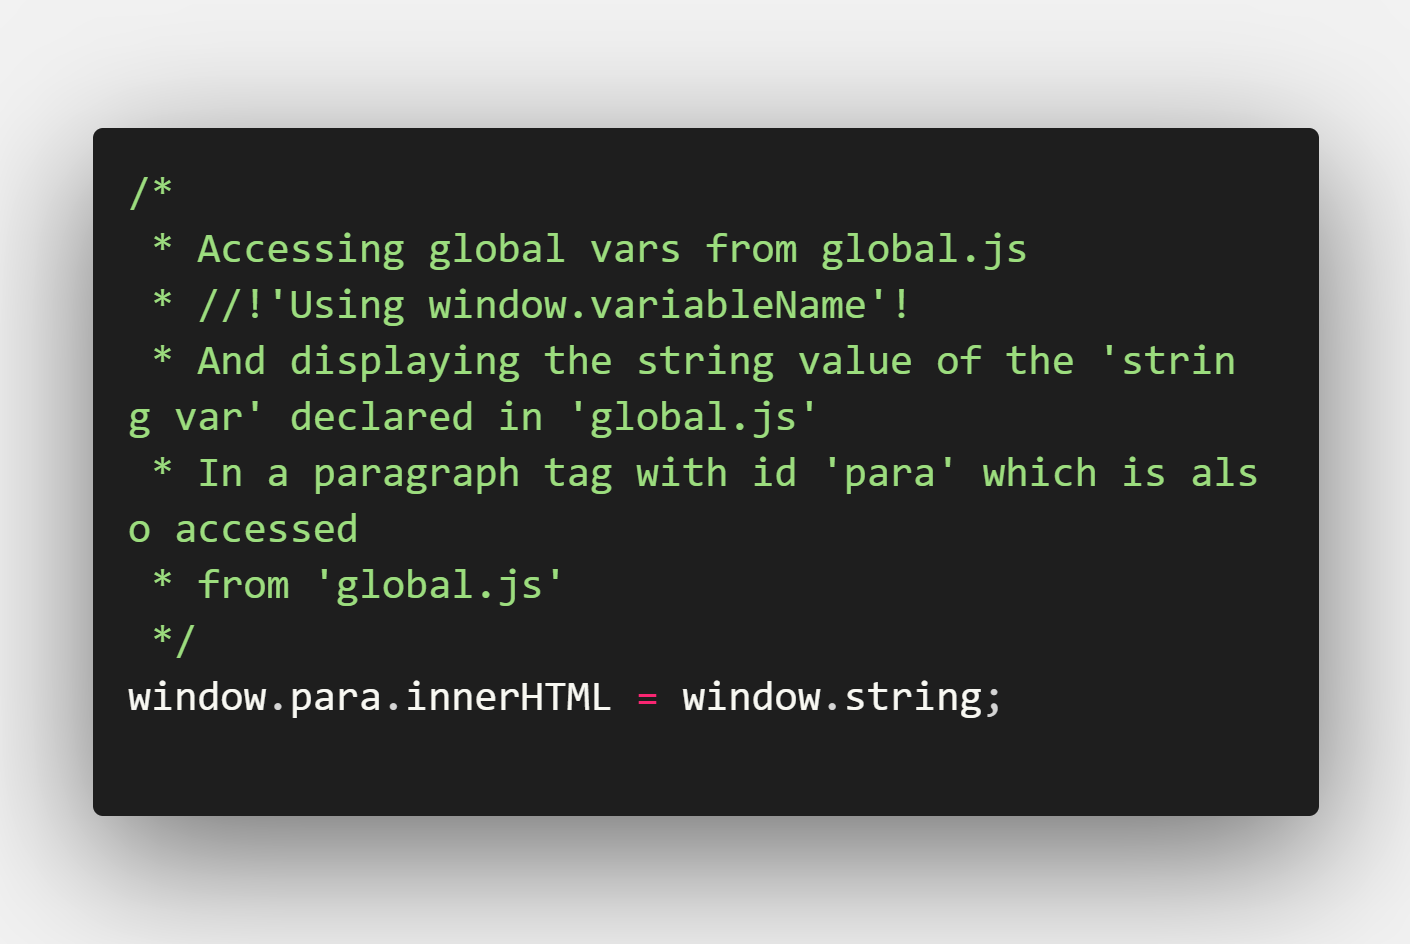 /*
 * Accessing global vars from global.js
 * //!'Using window.variableName'!
 * And displaying the string value of the 'strin
g var' declared in 'global.js'
 * In a paragraph tag with id 'para' which is als
o accessed
 * from 'global.js'
 */
window.para.innerHTML = window.string;